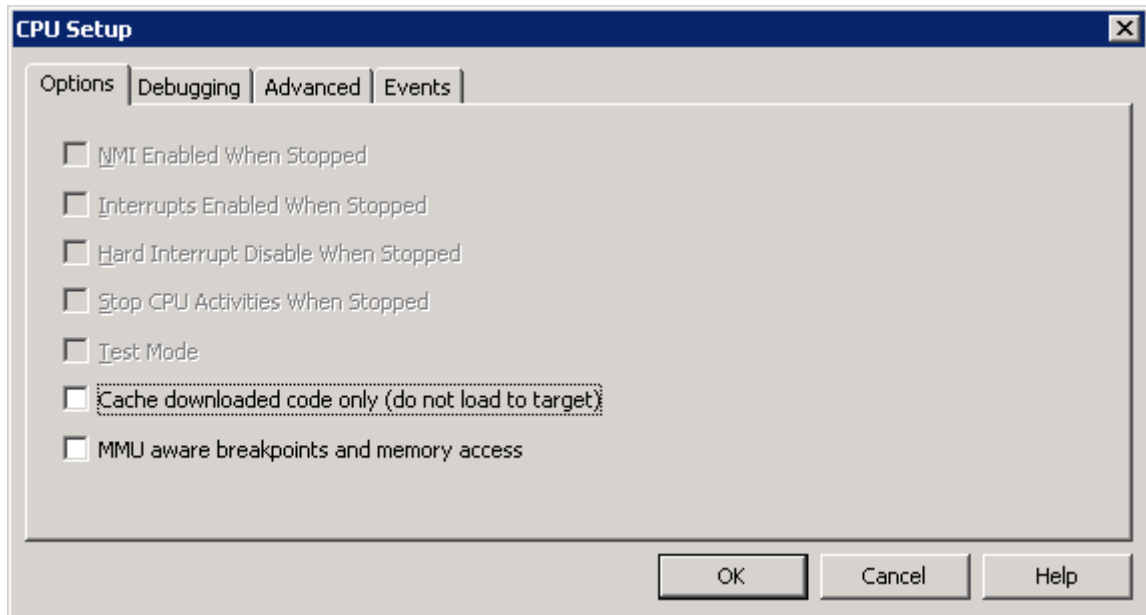 CPU Setup
Options Debugging Advanced Events
NMI Enabled When Stopped
Interrupts Enabled When Stopped
Hard Interrupt Disable When Stopped
Stop CPU Activities When Stopped
Test Mode
Cache downloaded code only (do not load to target)
MMU aware breakpoints and memory access
OK Cancel Help